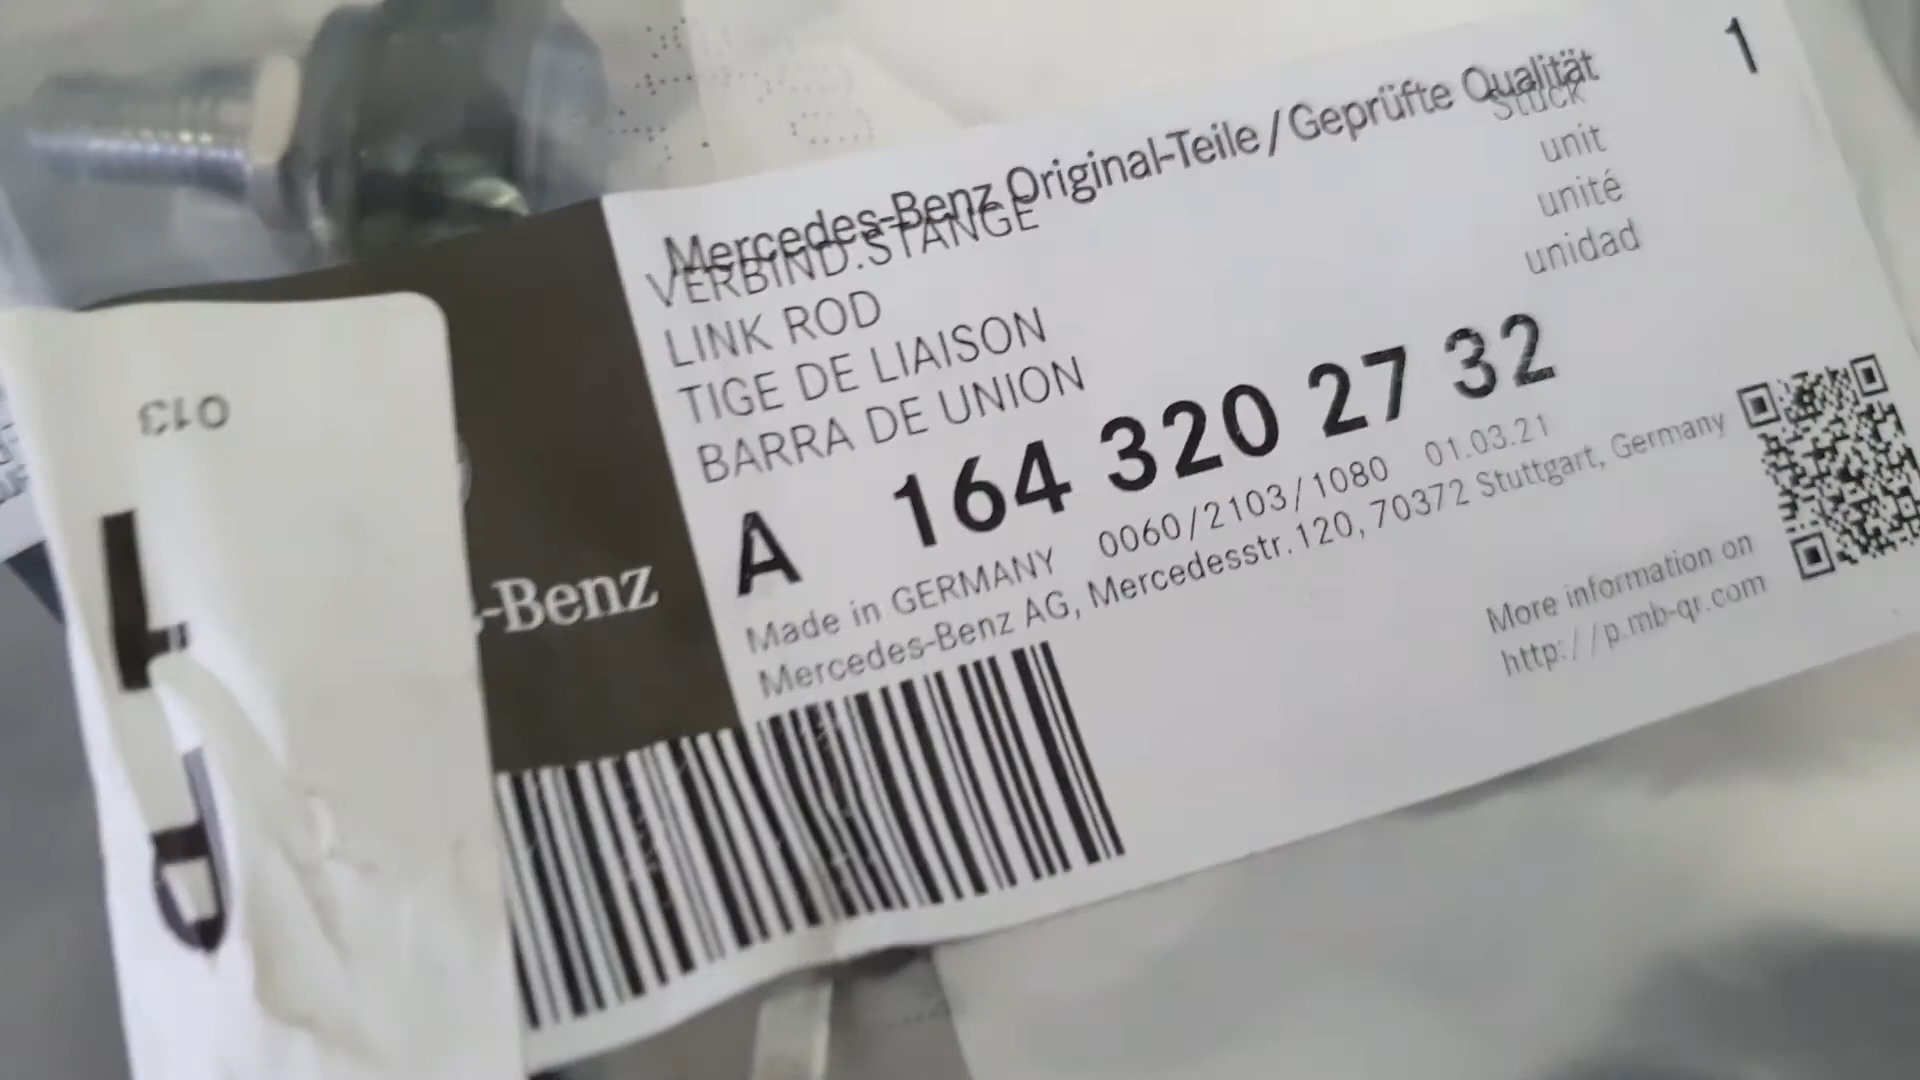 Mercedes-Benz Original-Teile / Geprüfte Qualität
1
Stück
unit
unité
unidad
VERBIND.STANGE
LINK ROD
TIGE DE LIAISON
BARRA DE UNION
A 164 320 27 32
Made in GERMANY 0060/2103/1080 01.03.21
Mercedes-Benz AG, Mercedesstr.120, 70372 Stuttgart, Germany
More information on
http://p.mb-qr.com
-Benz
013